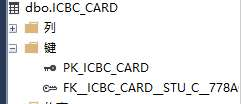 dbo.ICBC_CARD
列
键
PK_ICBC_CARD
FK__ICBC_CARD__STU_C__778A